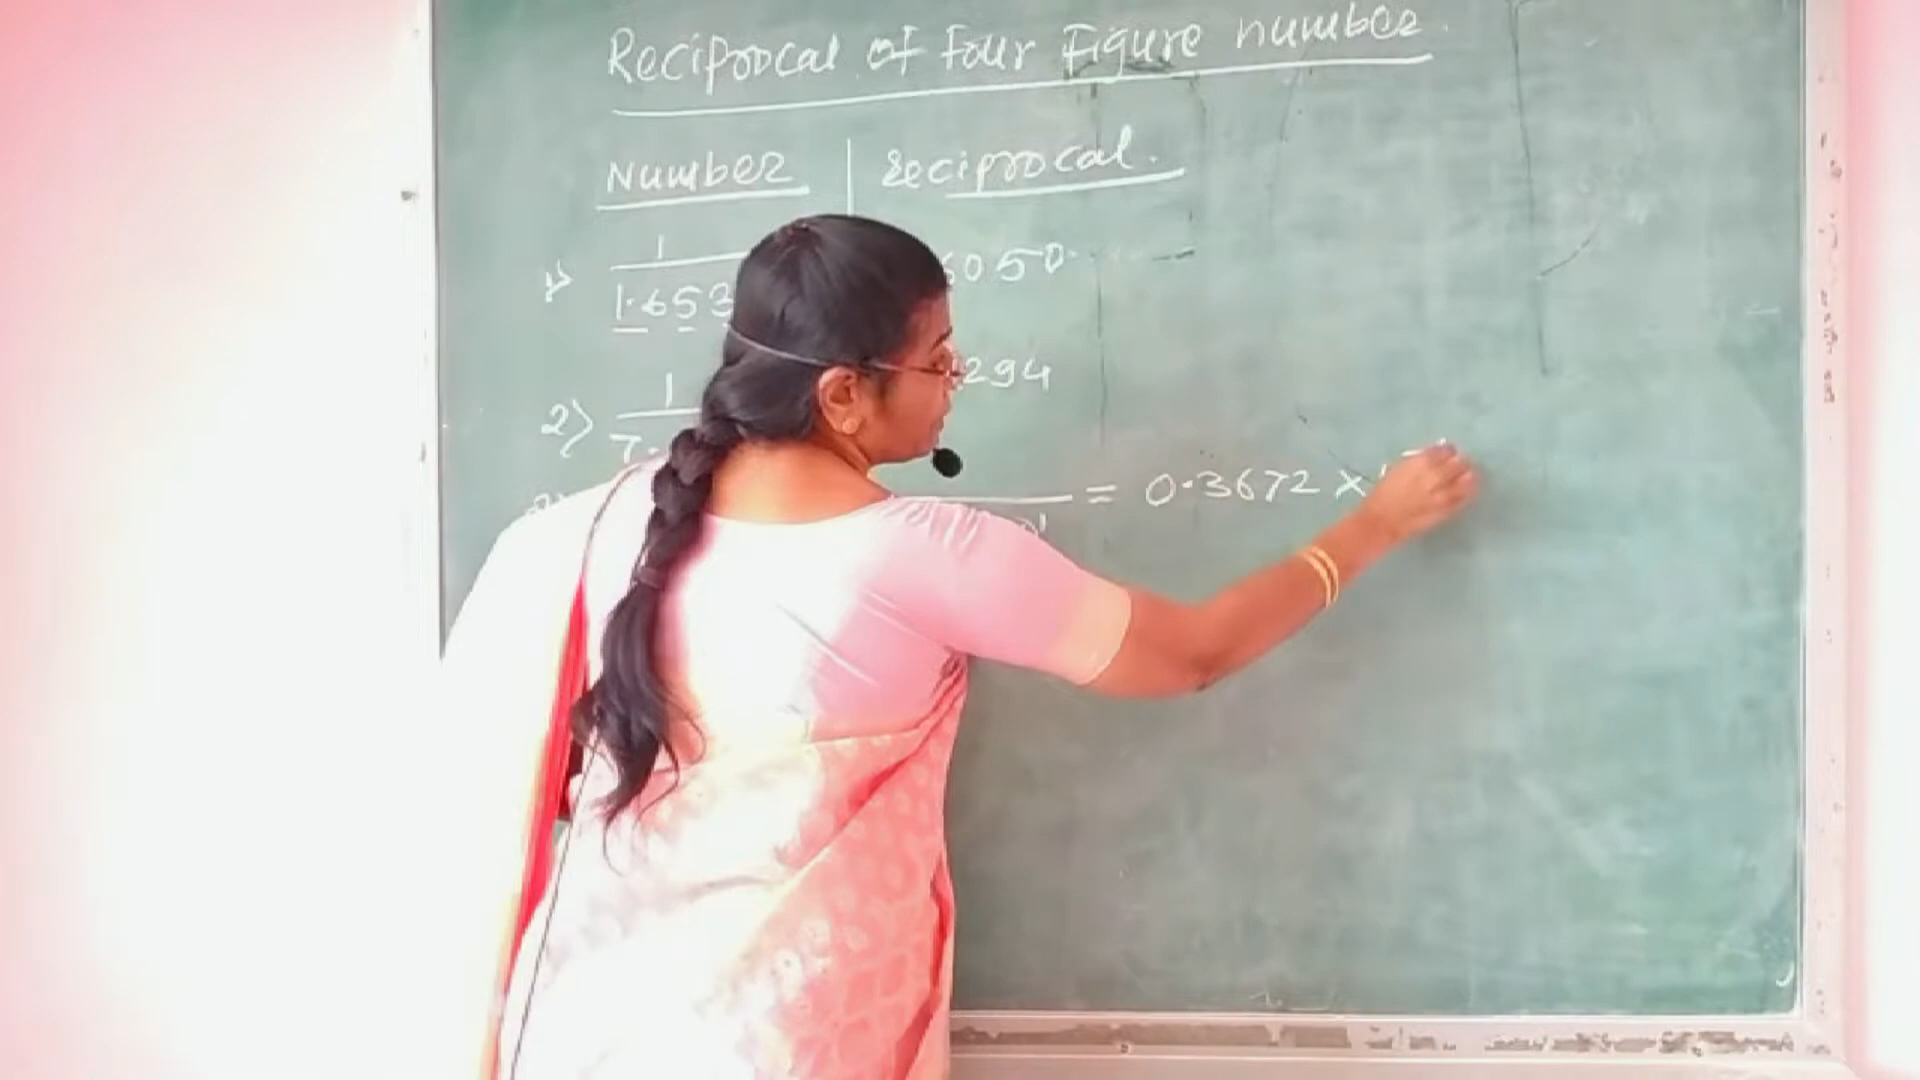 Reciprocal of four Figure number.
Number reciprocal.
1) 1 6050
1.653
2) 1 294
7.
= 0.3672 ×